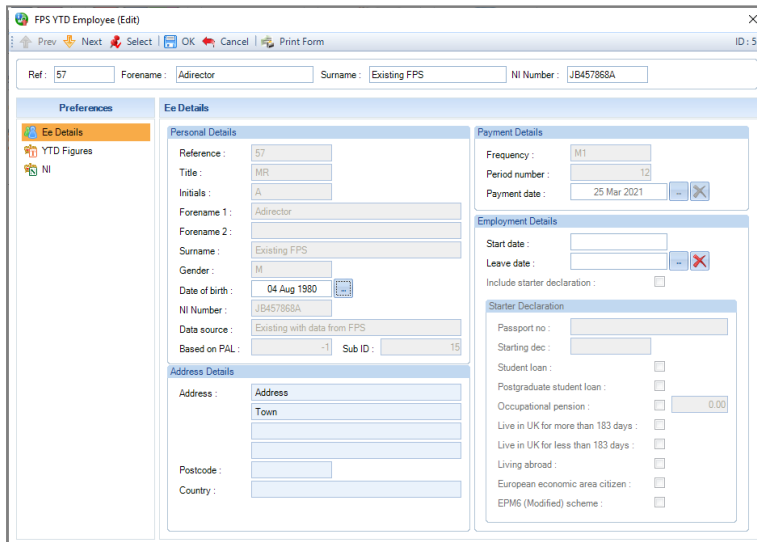 FPS YTD Employee (Edit)
Prev Next Select OK Cancel Print Form ID : 5
Ref : 57 Forename : Adirector Surname : Existing FPS NI Number : JB457868A
Preferences
Ee Details
YTD Figures
NI
Ee Details
Personal Details
Reference : 57
Title : MR
Initials : A
Forename 1 : Adirector
Forename 2 :
Surname : Existing FPS
Gender : M
Date of birth : 04 Aug 1980 ...
NI Number : JB457868A
Data source : Existing with data from FPS
Based on PAL : -1 Sub ID : 15
Address Details
Address : Address
Town
Postcode :
Country :
Payment Details
Frequency : M1
Period number : 12
Payment date : 25 Mar 2021 ...
Employment Details
Start date :
Leave date : ...
Include starter declaration :
Starter Declaration
Passport no :
Starting dec :
Student loan :
Postgraduate student loan :
Occupational pension : 0.00
Live in UK for more than 183 days :
Live in UK for less than 183 days :
Living abroad :
European economic area citizen :
EPM6 (Modified) scheme :